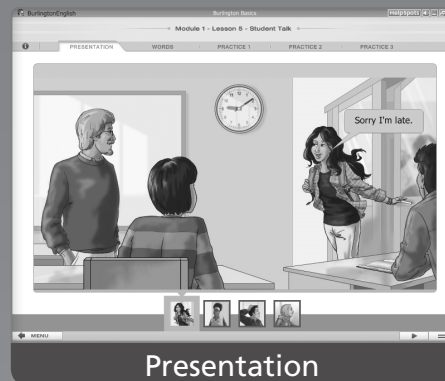 BurlingtonEnglish
Burlington Basics
HelpSpots
Module 1 - Lesson 5 - Student Talk
PRESENTATION
WORDS
PRACTICE 1
PRACTICE 2
PRACTICE 3
Sorry I'm late.
MENU
Presentation